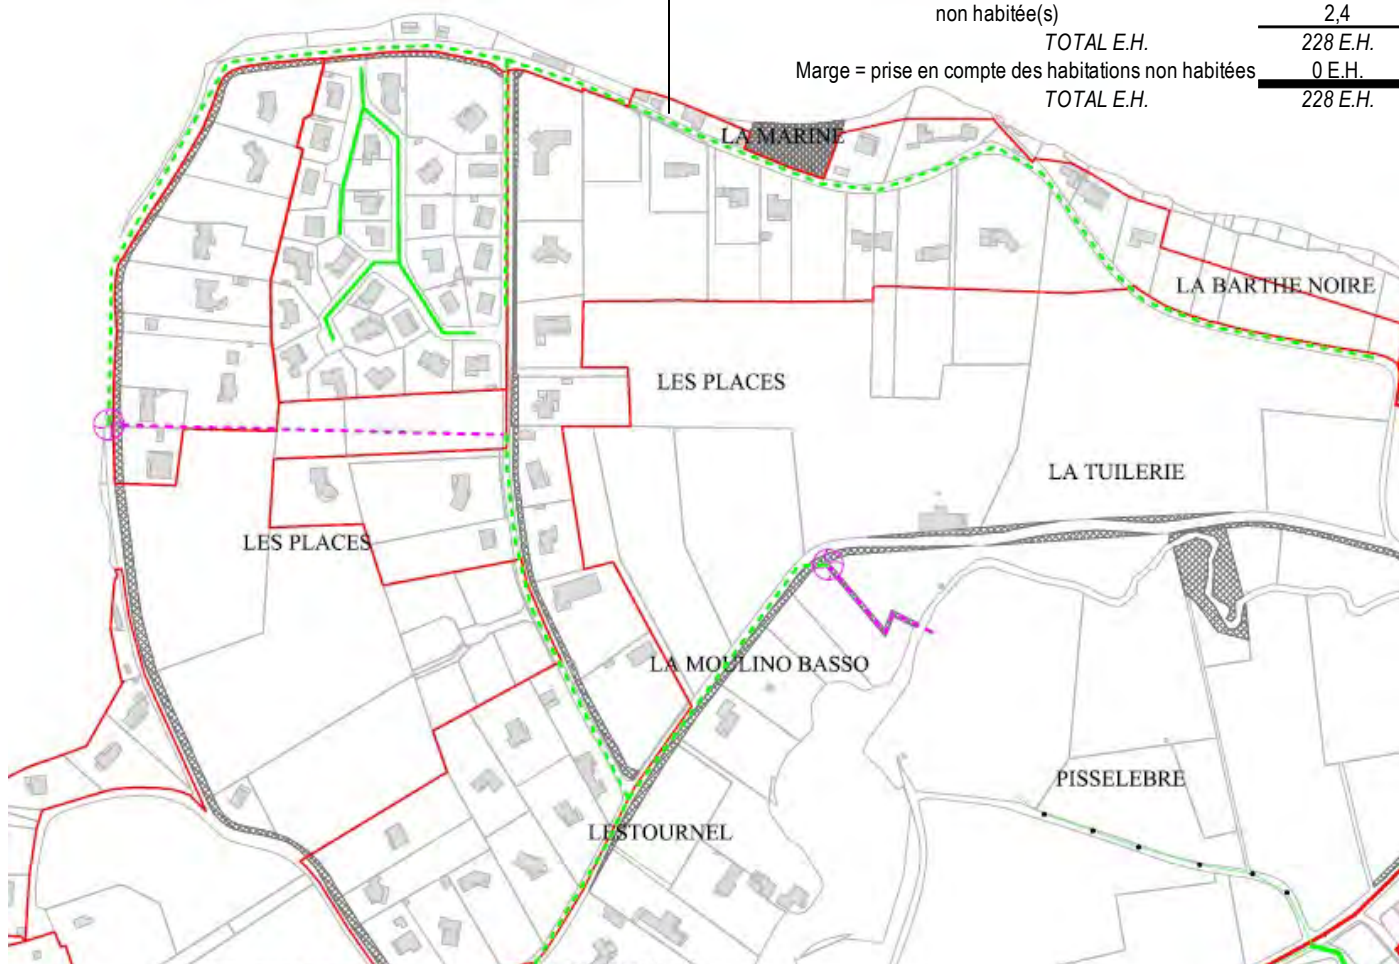 non habitée(s) 2,4
TOTAL E.H. 228 E.H.
Marge = prise en compte des habitations non habitées 0 E.H.
TOTAL E.H. 228 E.H.
LA MARINE
LA BARTHE NOIRE
LES PLACES
LA TUILERIE
LES PLACES
LA MOULINO BASSO
PISSELEBRE
LESTOURNEL